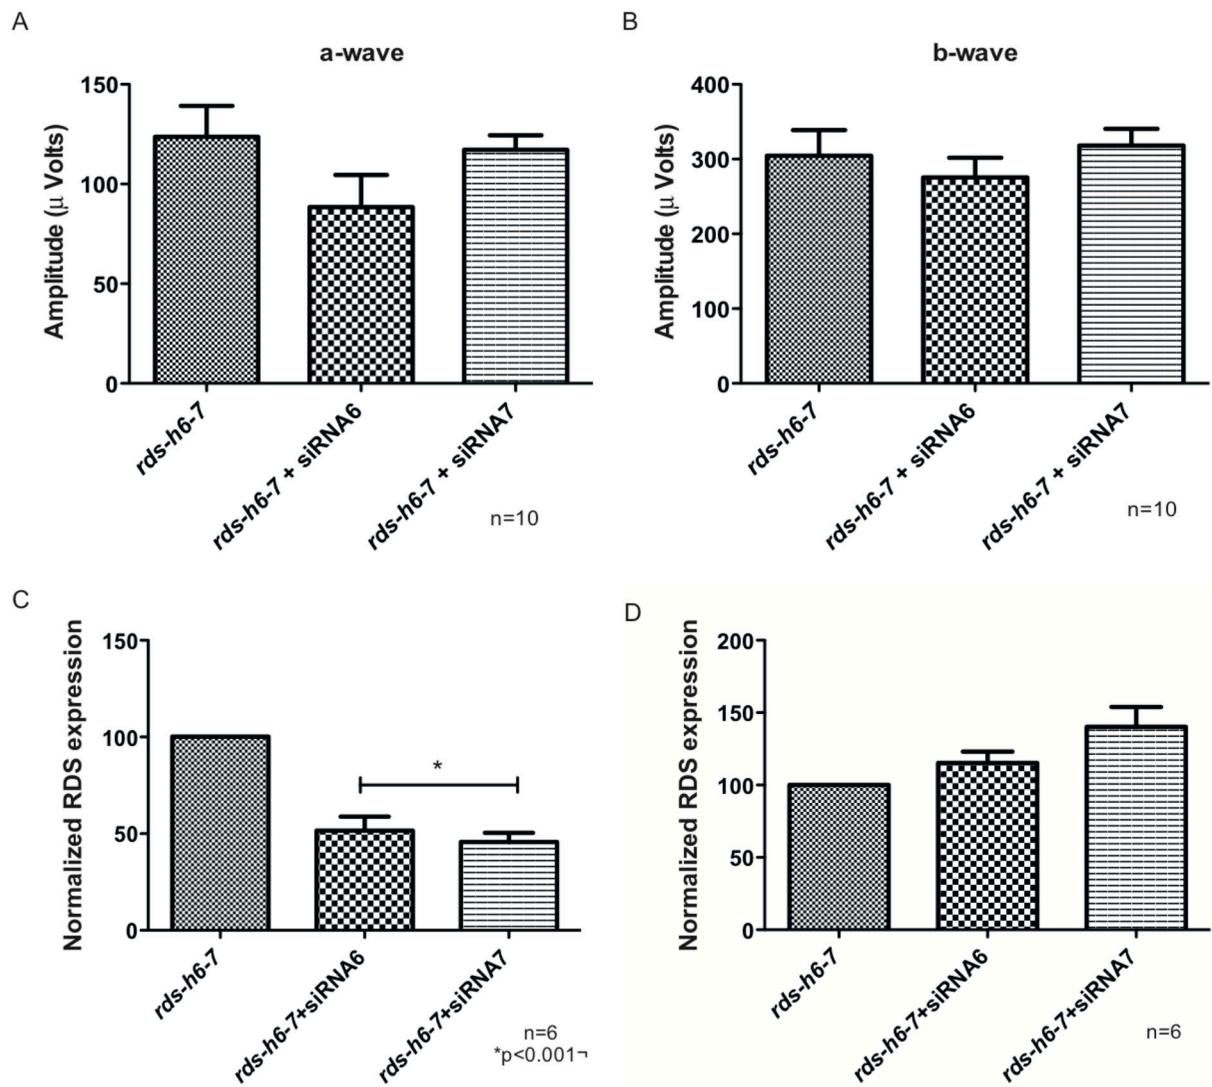 A
a-wave
Amplitude (μ Volts)
150
100
50
0
rds-h6-7
rds-h6-7 + siRNA6
rds-h6-7 + siRNA7
n=10
B
b-wave
Amplitude (μ Volts)
400
300
200
100
0
rds-h6-7
rds-h6-7 + siRNA6
rds-h6-7 + siRNA7
n=10
C
Normalized RDS expression
150
100
50
0
*
rds-h6-7
rds-h6-7+siRNA6
rds-h6-7+siRNA7
n=6
*p<0.001¬
D
Normalized RDS expression
200
150
100
50
0
rds-h6-7
rds-h6-7+siRNA6
rds-h6-7+siRNA7
n=6